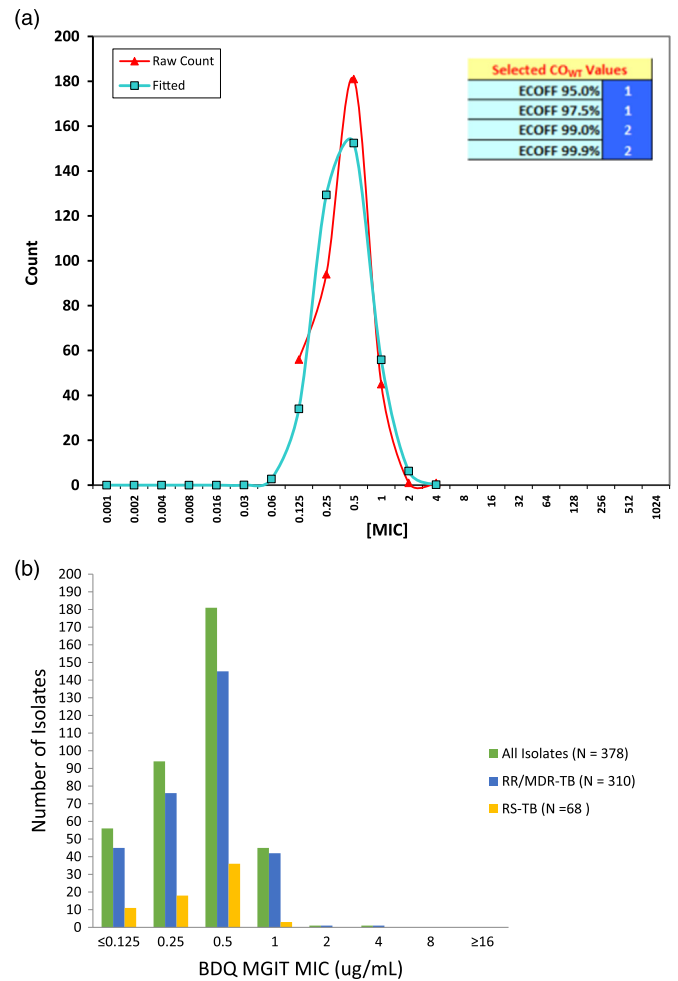 (a)
200
180
160
140
120
100
80
60
40
20
0
Count
Raw Count
Fitted
Selected COWT Values
ECOFF 95.0% 1
ECOFF 97.5% 1
ECOFF 99.0% 2
ECOFF 99.9% 2
0.001 0.002 0.004 0.008 0.016 0.03 0.06 0.125 0.25 0.5 1 2 4 8 16 32 64 128 256 512 1024
[MIC]
(b)
200
190
180
170
160
150
140
130
120
110
100
90
80
70
60
50
40
30
20
10
0
Number of Isolates
All Isolates (N = 378)
RR/MDR-TB (N = 310)
RS-TB (N =68 )
≤0.125 0.25 0.5 1 2 4 8 ≥16
BDQ MGIT MIC (ug/mL)